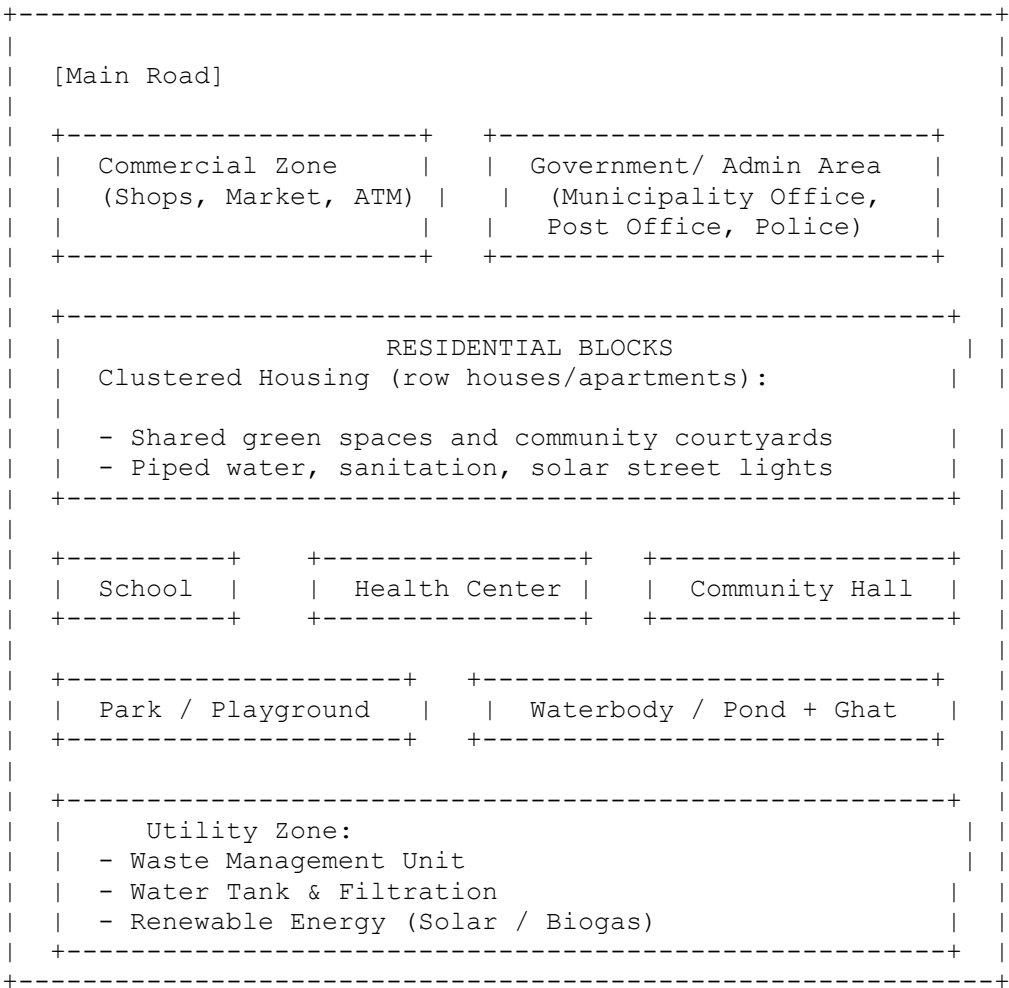 [Main Road]
Commercial Zone
Government/ Admin Area
(Shops, Market, ATM)
(Municipality Office,
Post Office, Police)
RESIDENTIAL BLOCKS
Clustered Housing (row houses/apartments):
- Shared green spaces and community courtyards
- Piped water, sanitation, solar street lights
School
Health Center
Community Hall
Park / Playground
Waterbody / Pond + Ghat
Utility Zone:
- Waste Management Unit
- Water Tank & Filtration
- Renewable Energy (Solar / Biogas)